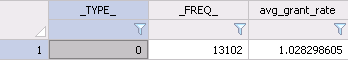 _TYPE_ _FREQ_ avg_grant_rate
1 0 13102 1.028298605